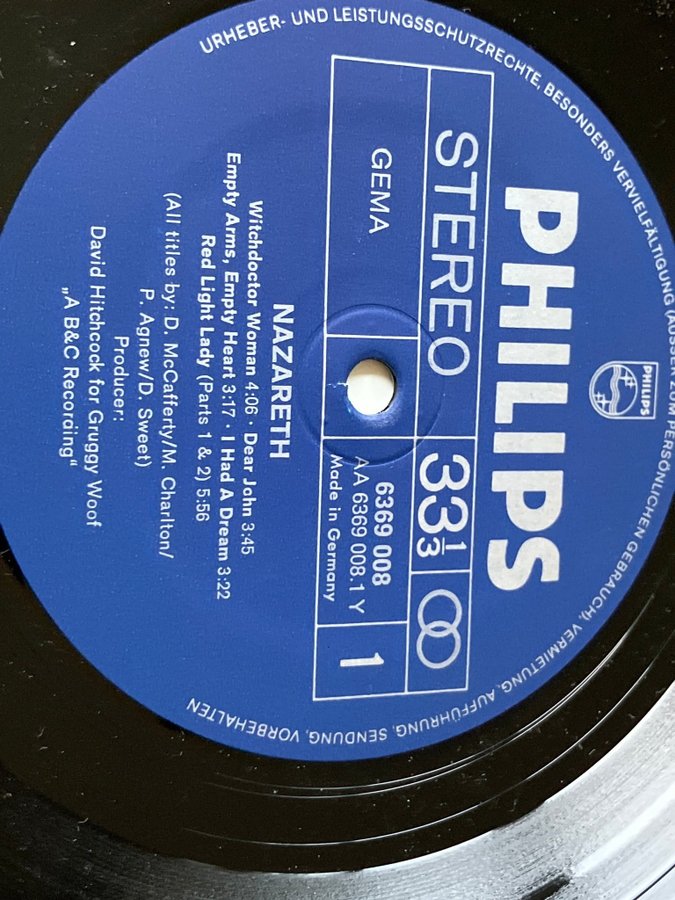 URHEBER- UND LEISTUNGSSCHUTZRECHTE, BESONDERS VERVIELFÄLTIGUNG (AUSSER ZUM PERSÖNLICHEN GEBRAUCH), VERMIETUNG, AUFFÜHRUNG, SENDUNG, VORBEHALTEN
PHILIPS
PHILIPS
STEREO 33 1/3
GEMA
6369 008
AA 6369 008.1 Y
Made in Germany
1
NAZARETH
Witchdoctor Woman 4:06 · Dear John 3:45
Empty Arms, Empty Heart 3:17 · I Had A Dream 3:22
Red Light Lady (Parts 1 & 2) 5:56
(All titles by: D. McCafferty/M. Charlton/
P. Agnew/D. Sweet)
Producer:
David Hitchcock for Gruggy Woof
„A B&C Recording"